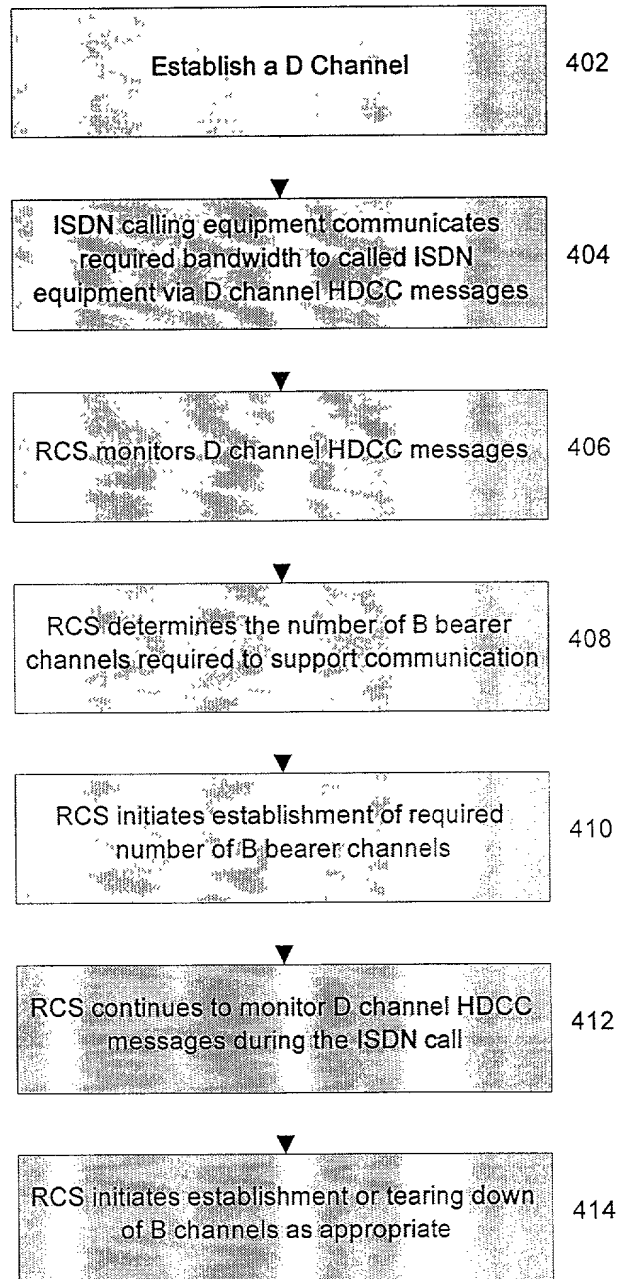 Establish a D Channel
402
ISDN calling equipment communicates
required bandwidth to called ISDN
equipment via D channel HDCC messages
404
RCS monitors D channel HDCC messages
406
RCS determines the number of B bearer
channels required to support communication
408
RCS initiates establishment of required
number of B bearer channels
410
RCS continues to monitor D channel HDCC
messages during the ISDN call
412
RCS initiates establishment or tearing down
of B channels as appropriate
414